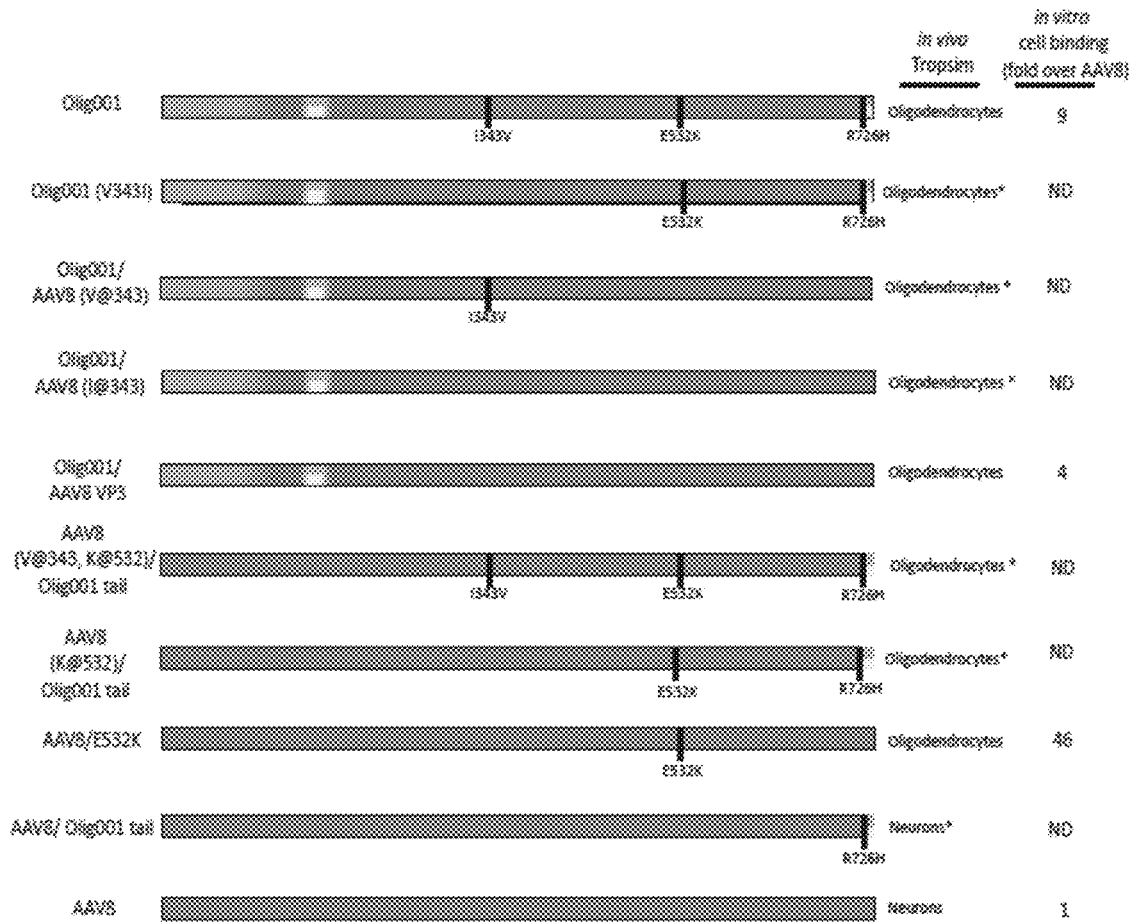 in vivo
Tropsim
in vitro
cell binding
(fold over AAV8)
Olig001
I343V
E532K
R726H
Oligodendrocytes
9
Olig001 (V343I)
E532K
R726H
Oligodendrocytes*
ND
Olig001/
AAV8 (V@343)
I343V
Oligodendrocytes *
ND
Olig001/
AAV8 (I@343)
Oligodendrocytes *
ND
Olig001/
AAV8 VP3
Oligodendrocytes
4
AAV8
(V@343, K@532)/
Olig001 tail
I343V
E532K
R726H
Oligodendrocytes *
ND
AAV8
(K@532)/
Olig001 tail
E532K
R726H
Oligodendrocytes*
ND
AAV8/E532K
E532K
Oligodendrocytes
46
AAV8/ Olig001 tail
R726H
Neurons*
ND
AAV8
Neurons
1